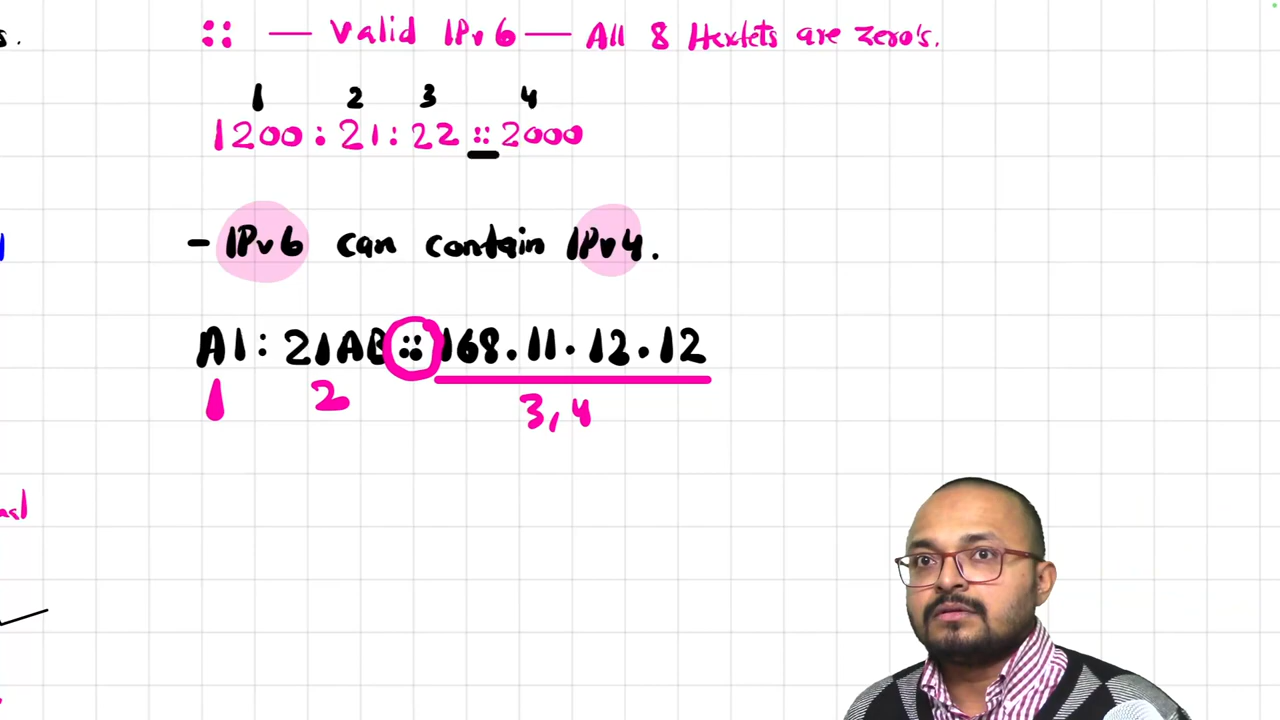 s.
:: — Valid IPv6 — All 8 Hextets are zero's.
1 2 3 4
1200 : 21 : 22 :: 2000
- IPv6 can contain IPv4.
A1 : 21AB :: 168.11.12.12
1 2 3, 4